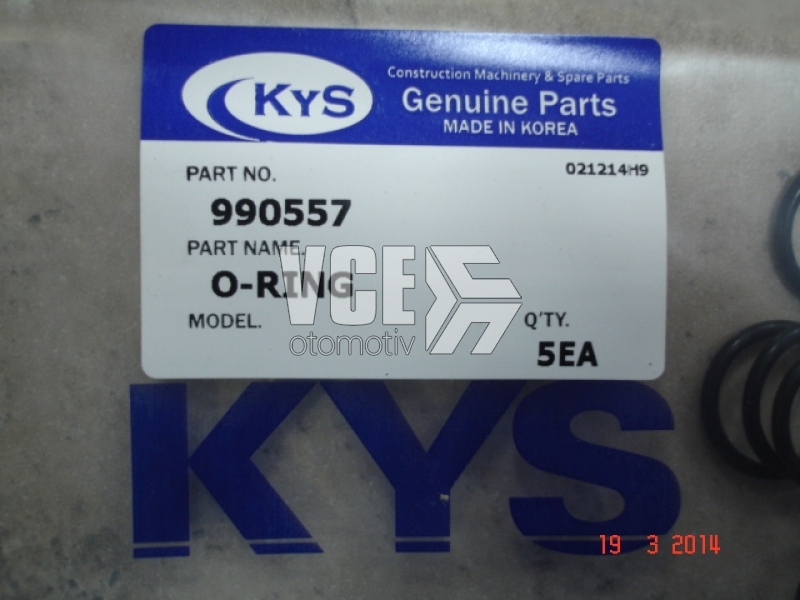 KYS
Construction Machinery & Spare Parts
Genuine Parts
MADE IN KOREA
PART NO.
021214H9
990557
PART NAME.
O-RING
MODEL.
Q'TY.
5EA
VCE
otomotiv
KYS
19 3 2014